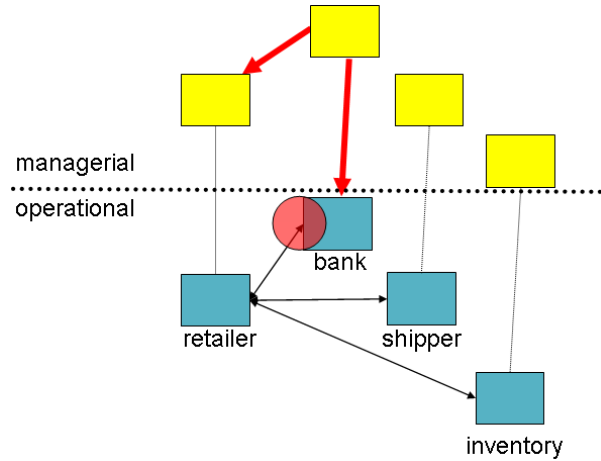 managerial
operational
bank
retailer
shipper
inventory